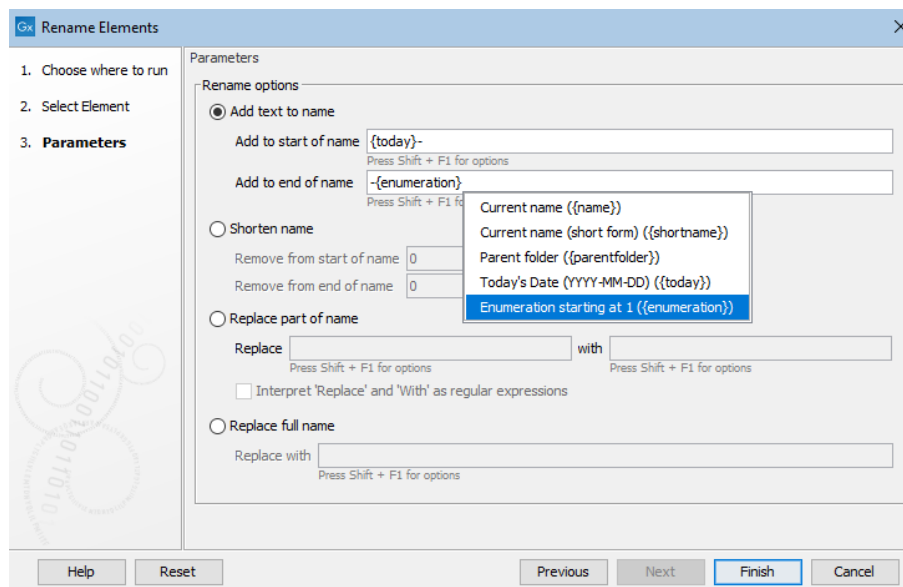 Gx Rename Elements
1. Choose where to run
2. Select Element
3. Parameters
Parameters
Rename options
Add text to name
Add to start of name {today}-
Press Shift + F1 for options
Add to end of name -{enumeration}
Press Shift + F1
Current name ({name})
Current name (short form) ({shortname})
Parent folder ({parentfolder})
Today's Date (YYYY-MM-DD) ({today})
Enumeration starting at 1 ({enumeration})
Shorten name
Remove from start of name 0
Remove from end of name 0
Replace part of name
Replace with
Press Shift + F1 for options Press Shift + F1 for options
Interpret 'Replace' and 'With' as regular expressions
Replace full name
Replace with
Press Shift + F1 for options
Help Reset Previous Next Finish Cancel